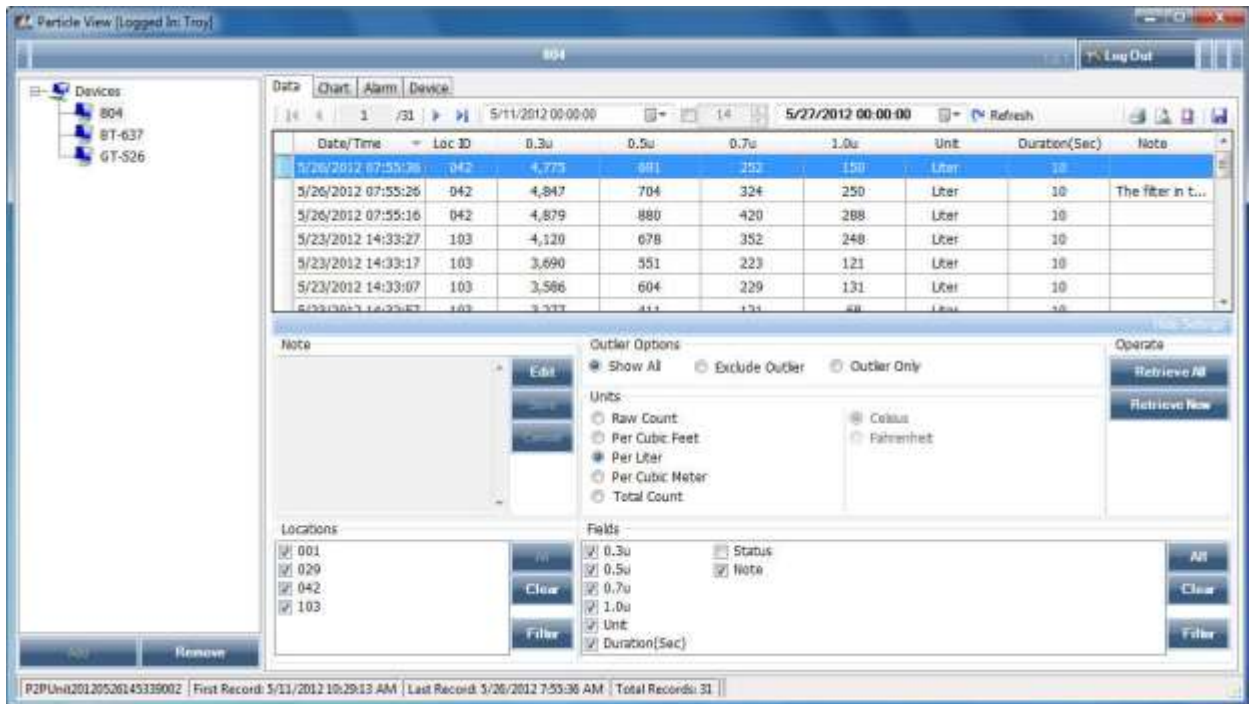 Particle View [Logged In: Troy]
804
Log Out
Devices
804
BT-637
GT-526
Data Chart Alarm Device
1 /31 5/11/2012 00:00:00 14 5/27/2012 00:00:00 Refresh
Date/Time Loc ID 0.3u 0.5u 0.7u 1.0u Unit Duration(Sec) Note
5/26/2012 07:55:36 042 4,775 691 252 150 Liter 10
5/26/2012 07:55:26 042 4,847 704 324 250 Liter 10 The filter in t...
5/26/2012 07:55:16 042 4,879 880 420 288 Liter 10
5/23/2012 14:33:27 103 4,120 678 352 248 Liter 10
5/23/2012 14:33:17 103 3,690 551 223 121 Liter 10
5/23/2012 14:33:07 103 3,586 604 229 131 Liter 10
Note
Edit
Save
Cancel
Outlier Options
Show All Exclude Outlier Outlier Only
Units
Raw Count
Per Cubic Feet
Per Liter
Per Cubic Meter
Total Count
Celsius
Fahrenheit
Operate
Retrieve All
Retrieve New
Locations
001
029
042
103
All
Clear
Filter
Fields
0.3u Status
0.5u Note
0.7u
1.0u
Unit
Duration(Sec)
All
Clear
Filter
Add Remove
P2PUnit20120526145339002 First Record: 5/11/2012 10:29:13 AM Last Record: 5/26/2012 7:55:36 AM Total Records: 31